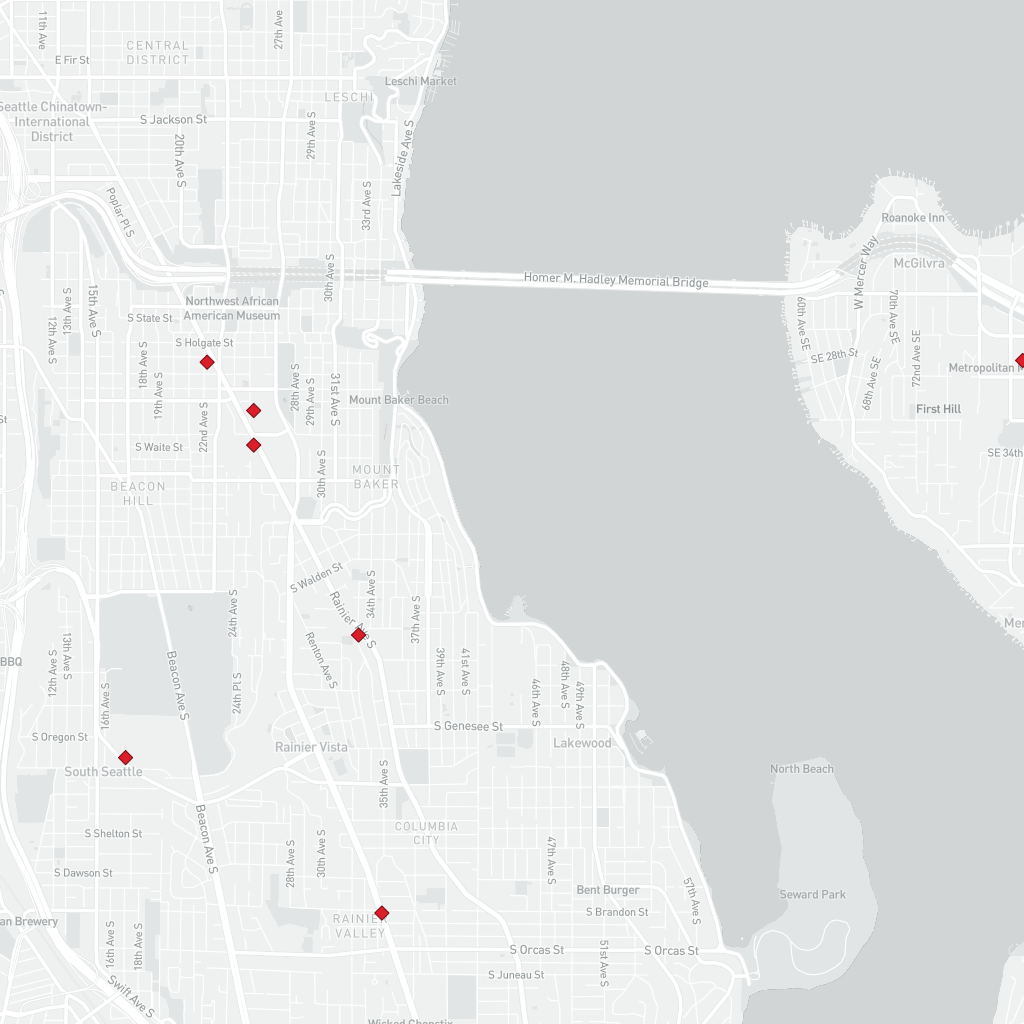 11th Ave
27th Ave
CENTRAL
DISTRICT
E Fir St
Leschi Market
LESCHI
Seattle Chinatown-
International
District
S Jackson St
20th Ave S
29th Ave S
Lakeside Ave S
Poplar Pl S
33rd Ave S
Roanoke Inn
McGilvra
W Mercer Way
30th Ave S
Homer M. Hadley Memorial Bridge
12th Ave S
13th Ave S
15th Ave S
Northwest African
American Museum
S State St
S Holgate St
60th Ave SE
70th Ave SE
72nd Ave SE
SE 28th St
68th Ave SE
Metropolitan
First Hill
18th Ave S
19th Ave S
22nd Ave S
28th Ave S
29th Ave S
31st Ave S
Mount Baker Beach
S Waite St
30th Ave S
MOUNT
BAKER
BEACON
HILL
SE 34th
S Walden St
Rainier Ave S
34th Ave S
37th Ave S
24th Ave S
Renton Ave S
13th Ave S
12th Ave S
BBQ
16th Ave S
Beacon Ave S
24th Pl S
39th Ave S
41st Ave S
46th Ave S
48th Ave S
49th Ave S
Mer
S Oregon St
Rainier Vista
S Genesee St
Lakewood
South Seattle
35th Ave S
North Beach
S Shelton St
Beacon Ave S
COLUMBIA
CITY
28th Ave S
30th Ave S
47th Ave S
S Dawson St
Bent Burger
57th Ave S
Seward Park
S Brandon St
an Brewery
RAINIER
VALLEY
16th Ave S
18th Ave S
S Orcas St
51st Ave S
S Orcas St
S Juneau St
Swift Ave S
Wicked Chopstix